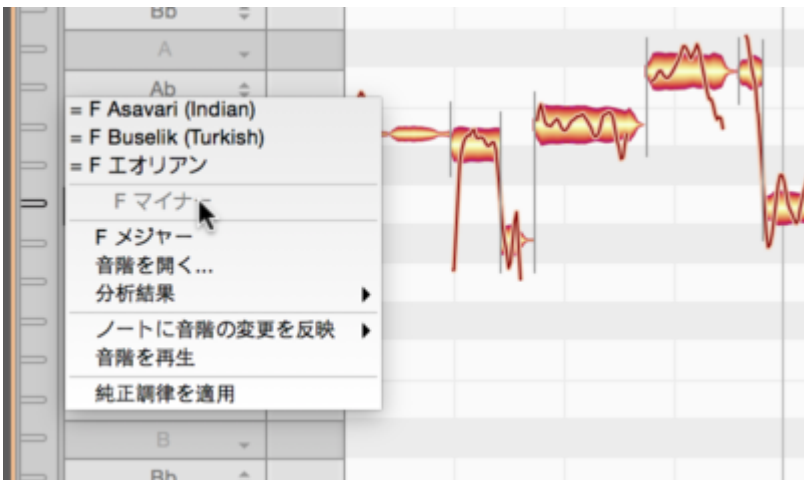 Bb
A
Ab
= F Asavari (Indian)
= F Buselik (Turkish)
= F エオリアン
F マイナー
F メジャー
音階を開く...
分析結果
ノートに音階の変更を反映
音階を再生
純正調律を適用
B
Bb